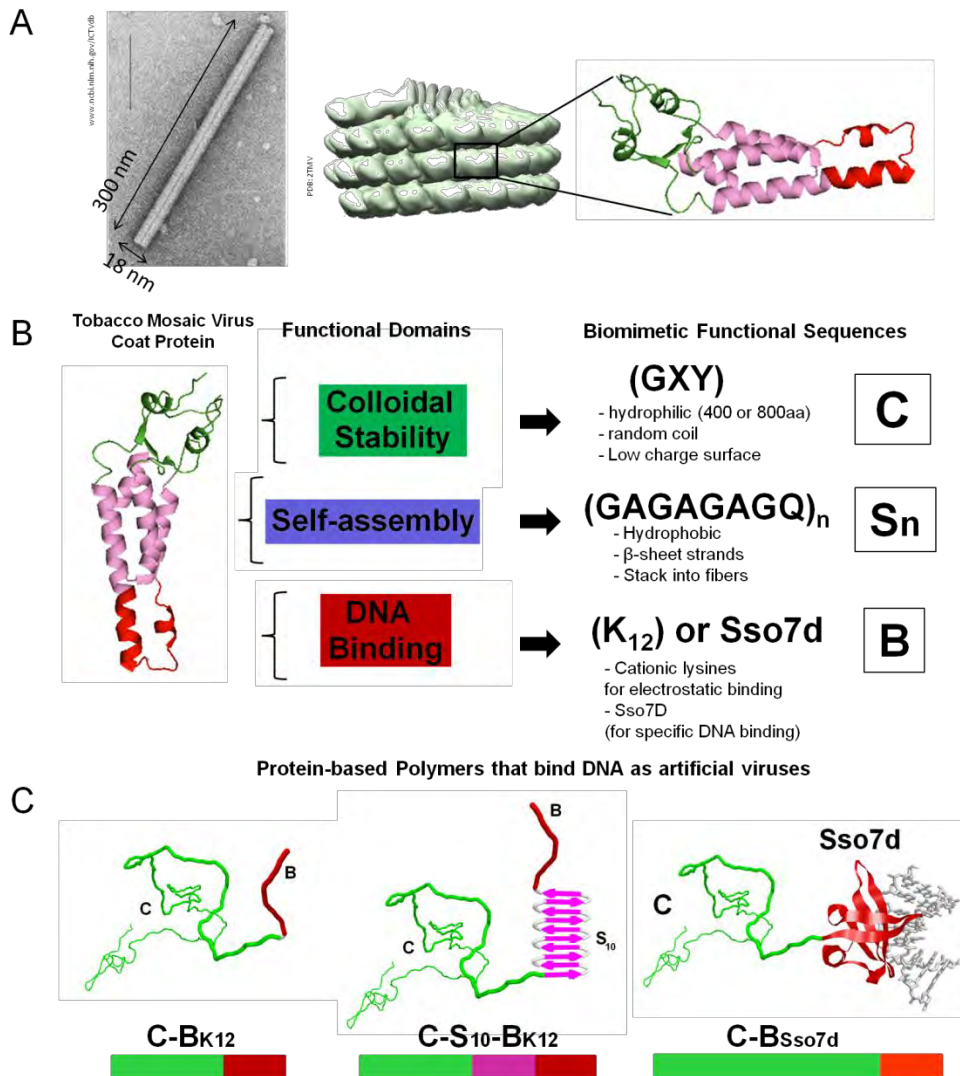 A
www.ncbi.nlm.nih.gov/ICTVdb
300 nm
18 nm
PDB: 2TMV
B
Tobacco Mosaic Virus
Coat Protein
Functional Domains
Biomimetic Functional Sequences
Colloidal
Stability
(GXY)
- hydrophilic (400 or 800aa)
- random coil
- Low charge surface
C
Self-assembly
(GAGAGAGQ)n
- Hydrophobic
- β-sheet strands
- Stack into fibers
Sn
DNA
Binding
(K12) or Sso7d
- Cationic lysines
for electrostatic binding
- Sso7D
(for specific DNA binding)
B
Protein-based Polymers that bind DNA as artificial viruses
C
C
B
C-BK12
B
C
S10
C-S10-BK12
Sso7d
C
C-BSso7d